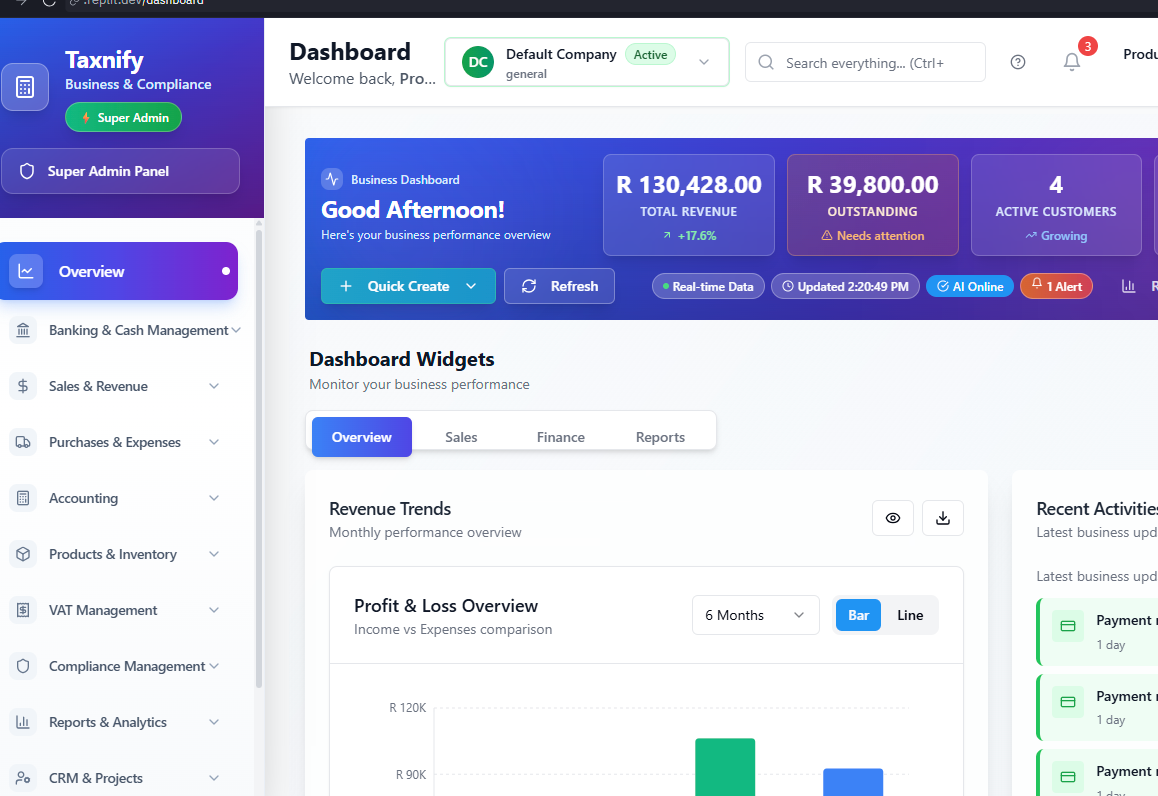 .replit.dev/dashboard
Taxnify
Business & Compliance
Super Admin
Super Admin Panel
Overview
Banking & Cash Management
Sales & Revenue
Purchases & Expenses
Accounting
Products & Inventory
VAT Management
Compliance Management
Reports & Analytics
CRM & Projects
Dashboard
Welcome back, Pro...
DC
Default Company
Active
general
Search everything... (Ctrl+
3
Produ
Business Dashboard
Good Afternoon!
Here's your business performance overview
R 130,428.00
TOTAL REVENUE
+17.6%
R 39,800.00
OUTSTANDING
Needs attention
4
ACTIVE CUSTOMERS
Growing
Quick Create
Refresh
Real-time Data
Updated 2:20:49 PM
AI Online
1 Alert
R
Dashboard Widgets
Monitor your business performance
Overview
Sales
Finance
Reports
Revenue Trends
Monthly performance overview
Profit & Loss Overview
Income vs Expenses comparison
6 Months
Bar
Line
R 120K
R 90K
Recent Activities
Latest business upd
Latest business upd
Payment r
1 day
Payment r
1 day
Payment r
1 day